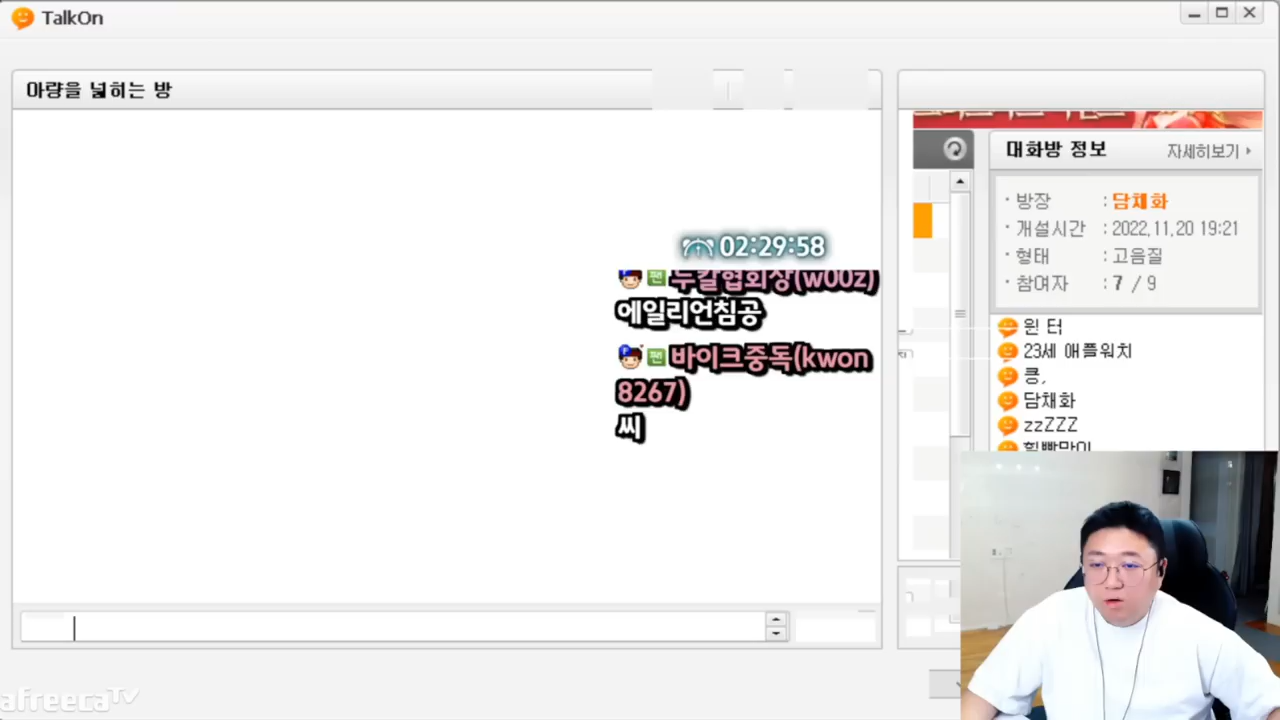 TalkOn
아량을 넓히는 방
대화방 정보
자세히보기
· 방장 : 담채화
· 개설시간 : 2022.11.20 19:21
· 형태 : 고음질
· 참여자 : 7 / 9
02:29:58
팬 두칼협회장(w00z)
에일리언침공
팬 바이크중독(kwon
8267)
씨
윈 터
23세 애플워치
킁,
담채화
zzZZZ
afreecaTV